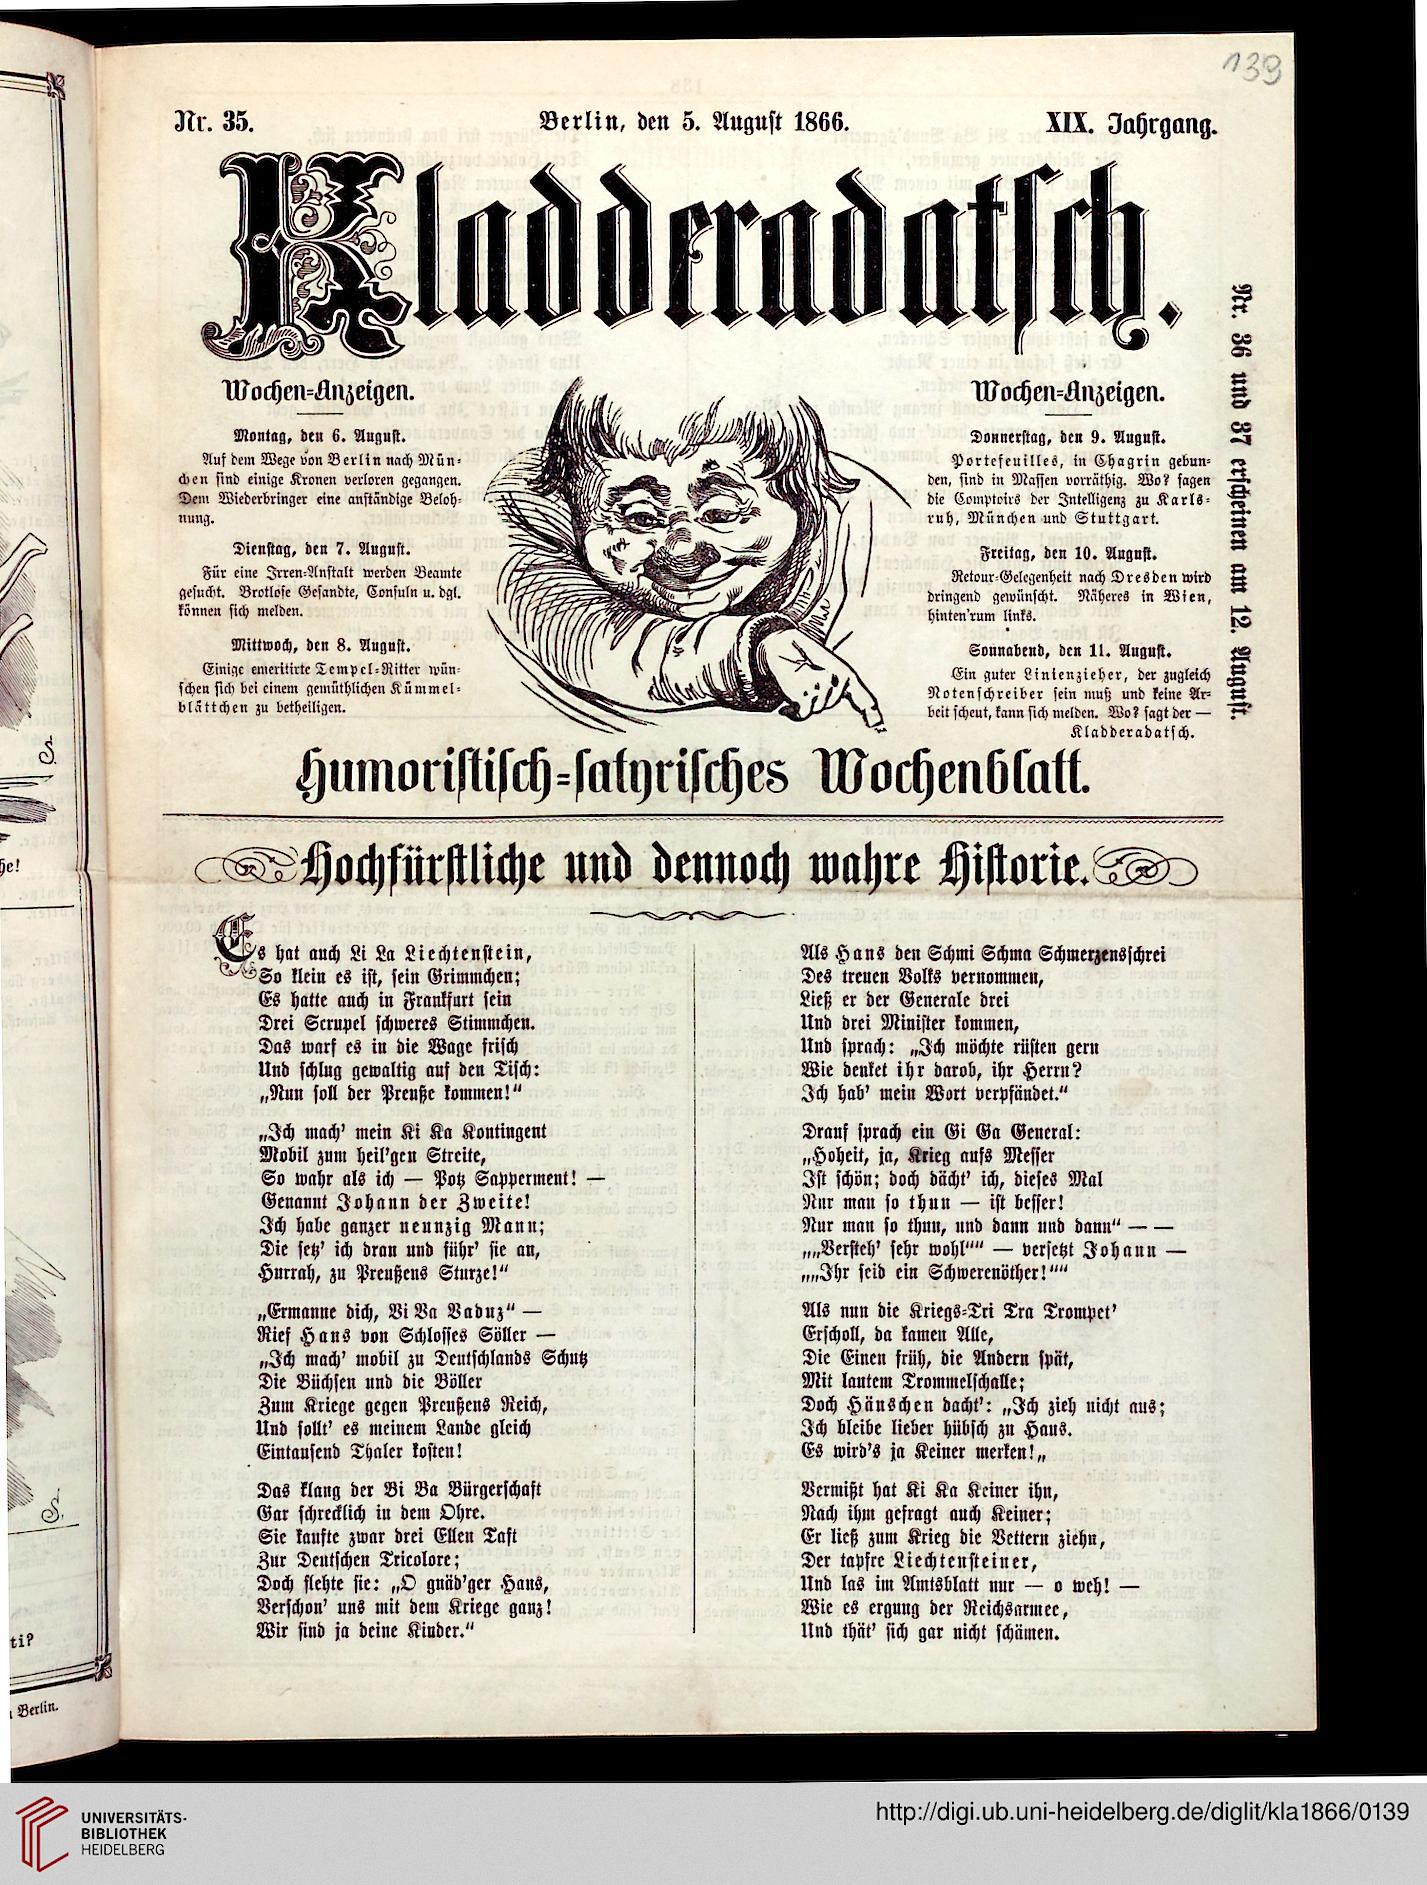 139
Nr. 35.
Berlin, den 5. August 1866.
XIX. Jahrgang.
Kladderadatsch.
Wochen-Anzeigen.
Montag, den 6. August.
Auf dem Wege von Berlin nach Mün-
chen sind einige Kronen verloren gegangen.
Dem Wiederbringer eine anständige Beloh-
nung.
Dienstag, den 7. August.
Für eine Irren-Anstalt werden Beamte
gesucht. Brotlose Gesandte, Consuln u. dgl.
können sich melden.
Mittwoch, den 8. August.
Einige emeritirte Tempel-Ritter wün-
schen sich bei einem gemüthlichen Kümmel-
blättchen zu betheiligen.
Wochen-Anzeigen.
Donnerstag, den 9. August.
Portefeuilles, in Chagrin gebun-
den, sind in Massen vorräthig. Wo? sagen
die Comptoirs der Intelligenz zu Karls-
ruh, München und Stuttgart.
Freitag, den 10. August.
Retour-Gelegenheit nach Dresden wird
dringend gewünscht. Näheres in Wien,
hinten'rum links.
Sonnabend, den 11. August.
Ein guter Linienzieher, der zugleich
Notenschreiber sein muß und keine Ar-
beit scheut, kann sich melden. Wo? sagt der —
Kladderadatsch.
Nr. 36 und 37 erscheinen am 12. August.
Humoristisch-satyrisches Wochenblatt.
Hochfürstliche und dennoch wahre Historie.
Es hat auch Li La Liechtenstein,
So klein es ist, sein Grimmchen;
Es hatte auch in Frankfurt sein
Drei Scrupel schweres Stimmchen.
Das warf es in die Wage frisch
Und schlug gewaltig auf den Tisch:
„Nun soll der Preuße kommen!“
„Ich mach' mein Ki Ka Kontingent
Mobil zum heil'gen Streite,
So wahr als ich — Potz Sapperment! —
Genannt Johann der Zweite!
Ich habe ganzer neunzig Mann;
Die setz' ich dran und führ' sie an,
Hurrah, zu Preußens Sturze!“
„Ermanne dich, Vi Va Vaduz“ —
Rief Hans von Schlosses Söller —
„Ich mach' mobil zu Deutschlands Schutz
Die Büchsen und die Böller
Zum Kriege gegen Preußens Reich,
Und sollt' es meinem Lande gleich
Eintausend Thaler kosten!
Das klang der Bi Ba Bürgerschaft
Gar schrecklich in dem Ohre.
Sie kaufte zwar drei Ellen Taft
Zur Deutschen Tricolore;
Doch flehte sie: „O gnäd'ger Hans,
Verschon' uns mit dem Kriege ganz!
Wir sind ja deine Kinder.“
Als Hans den Schmi Schma Schmerzensschrei
Des treuen Volks vernommen,
Ließ er der Generale drei
Und drei Minister kommen,
Und sprach: „Ich möchte rüsten gern
Wie denket ihr darob, ihr Herrn?
Ich hab' mein Wort verpfändet.“
Drauf sprach ein Gi Ga General:
„Hoheit, ja, Krieg aufs Messer
Ist schön; doch dächt' ich, dieses Mal
Nur man so thun — ist besser!
Nur man so thun, und dann und dann“ — —
„„Versteh' sehr wohl““ — versetzt Johann —
„„Ihr seid ein Schwerenöther!““
Als nun die Kriegs-Tri Tra Trompet'
Erscholl, da kamen Alle,
Die Einen früh, die Andern spät,
Mit lautem Trommelschalle;
Doch Hänschen dacht': „Ich zieh nicht aus;
Ich bleibe lieber hübsch zu Haus.
Es wird's ja Keiner merken!„
Vermißt hat Ki Ka Keiner ihn,
Nach ihm gefragt auch Keiner;
Er ließ zum Krieg die Vettern ziehn,
Der tapfre Liechtensteiner,
Und las im Amtsblatt nur — o weh! —
Wie es ergung der Reichsarmee,
Und thät' sich gar nicht schämen.
he!
ti?
Berlin.
UNIVERSITÄTS-
BIBLIOTHEK
HEIDELBERG
http://digi.ub.uni-heidelberg.de/diglit/kla1866/0139